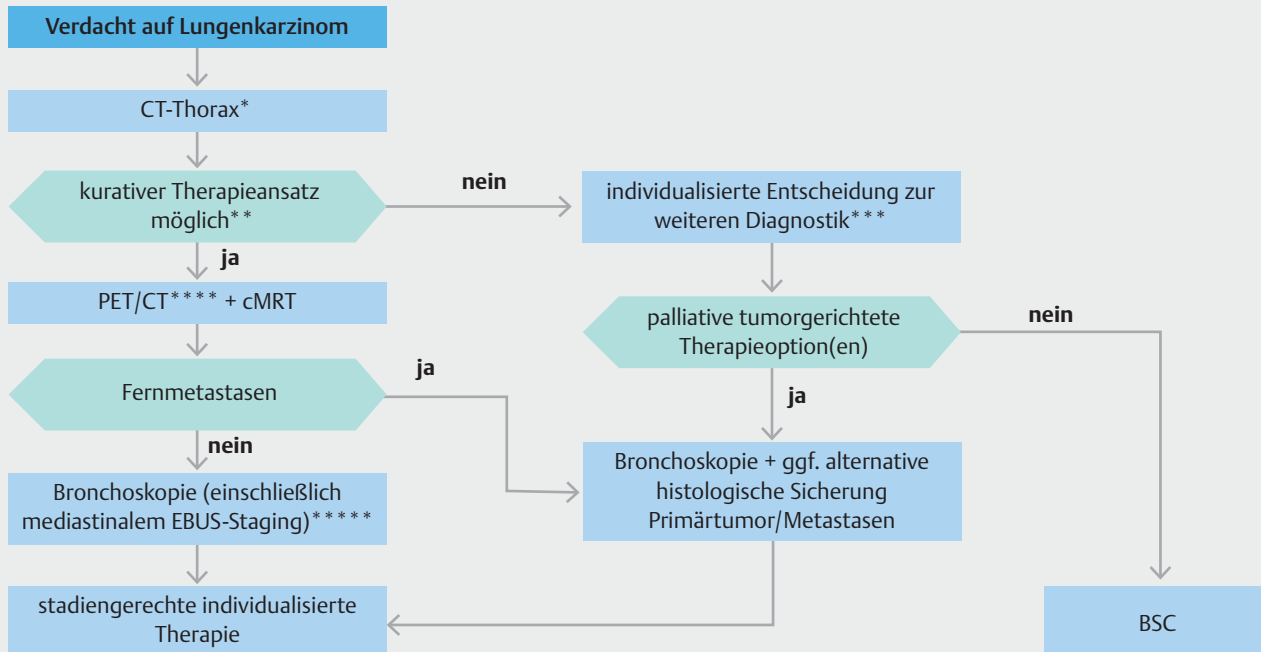 Verdacht auf Lungenkarzinom
CT-Thorax*
kurativer Therapieansatz
möglich**
nein
individualisierte Entscheidung zur
weiteren Diagnostik***
ja
PET/CT**** + cMRT
palliative tumorgerichtete
Therapieoption(en)
nein
Fernmetastasen
ja
ja
nein
Bronchoskopie (einschließlich
mediastinalem EBUS-Staging)*****
Bronchoskopie + ggf. alternative
histologische Sicherung
Primärtumor/Metastasen
stadiengerechte individualisierte
Therapie
BSC